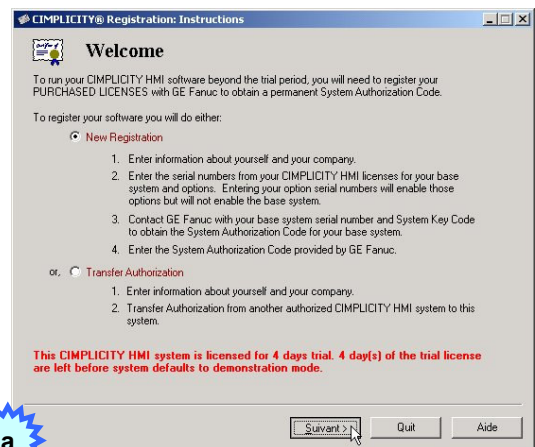 CIMPLICITY® Registration: Instructions
Welcome
To run your CIMPLICITY HMI software beyond the trial period, you will need to register your
PURCHASED LICENSES with GE Fanuc to obtain a permanent System Authorization Code.
To register your software you will do either:
New Registration
1. Enter information about yourself and your company.
2. Enter the serial numbers from your CIMPLICITY HMI licenses for your base
system and options. Entering your option serial numbers will enable those
options but will not enable the base system.
3. Contact GE Fanuc with your base system serial number and System Key Code
to obtain the System Authorization Code for your base system.
4. Enter the System Authorization Code provided by GE Fanuc.
or, Transfer Authorization
1. Enter information about yourself and your company.
2. Transfer Authorization from another authorized CIMPLICITY HMI system to this
system.
This CIMPLICITY HMI system is licensed for 4 days trial. 4 day(s) of the trial license
are left before system defaults to demonstration mode.
Suivant > Quit Aide
a